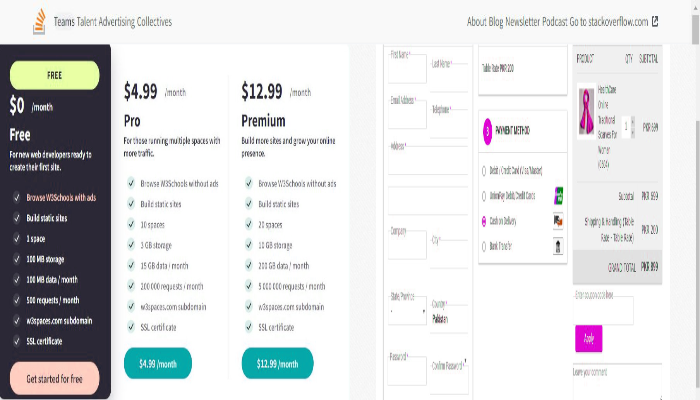 Teams Talent Advertising Collectives
About Blog Newsletter Podcast Go to stackoverflow.com
FREE
$0 /month
Free
For new web developers ready to
create their first site.
Browse W3Schools with ads
Build static sites
1 space
100 MB storage
100 MB data / month
500 requests / month
w3spaces.com subdomain
SSL certificate
Get started for free
$4.99 /month
Pro
For those running multiple spaces with
more traffic.
Browse W3Schools without ads
Build static sites
10 spaces
3 GB storage
15 GB data / month
200 000 requests / month
w3spaces.com subdomain
SSL certificate
$4.99 /month
$12.99 /month
Premium
Build more sites and grow your online
presence.
Browse W3Schools without ads
Build static sites
20 spaces
10 GB storage
200 GB data / month
5 000 000 requests / month
w3spaces.com subdomain
SSL certificate
$12.99 /month
First Name *
Last Name *
Email Address *
Telephone *
Address *
Company
City *
State/Province
Country *
Pakistan
Password *
Confirm Password *
Table Rate PKR 200
3 PAYMENT METHOD
Debit / Credit Card (Visa/Master)
UnionPay Debit/Credit Cards
Cash on Delivery
Bank Transfer
PRODUCT QTY SUBTOTAL
HealthCare
Online
Traditional
Scarves For
Women
1
PKR 699
Subtotal PKR 699
Shipping & Handling (Table
Rate - Table Rate) PKR 200
GRAND TOTAL PKR 899
Enter coupon code here
Apply
Leave your comment